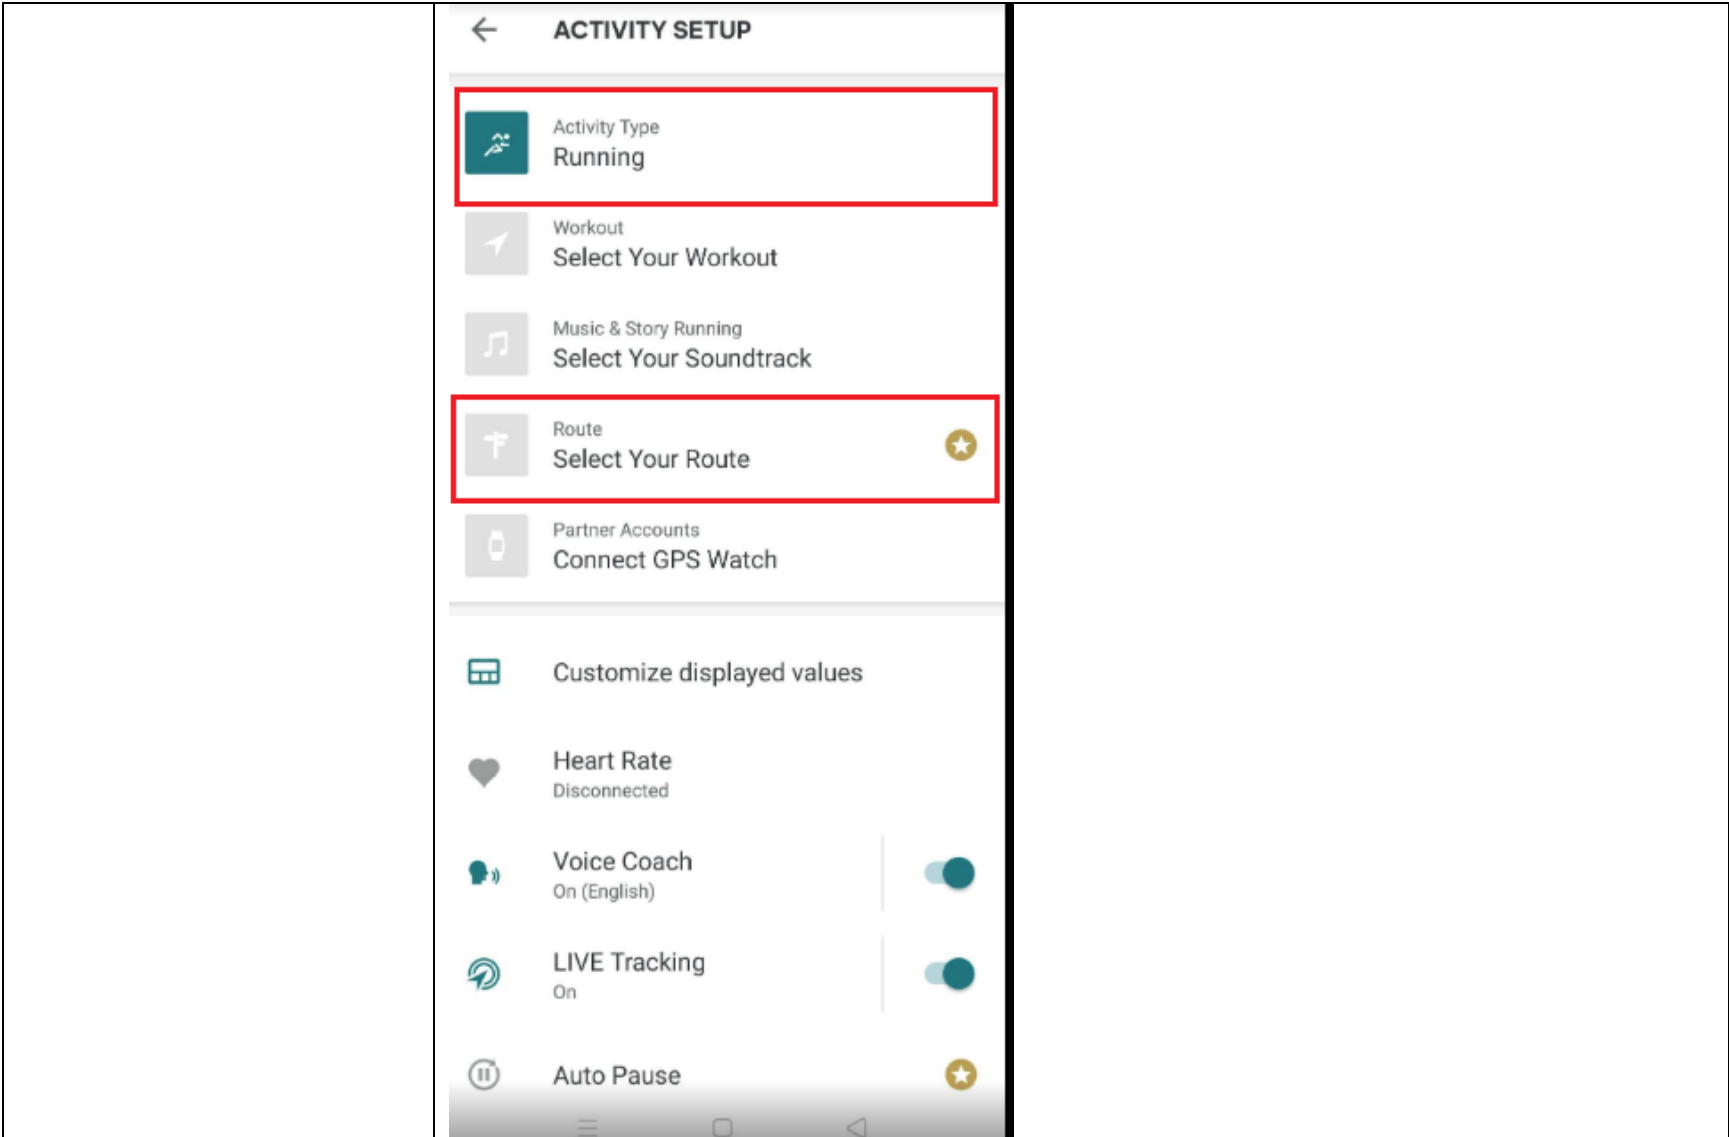 ACTIVITY SETUP
Activity Type
Running
Workout
Select Your Workout
Music & Story Running
Select Your Soundtrack
Route
Select Your Route
Partner Accounts
Connect GPS Watch
Customize displayed values
Heart Rate
Disconnected
Voice Coach
On (English)
LIVE Tracking
On
Auto Pause